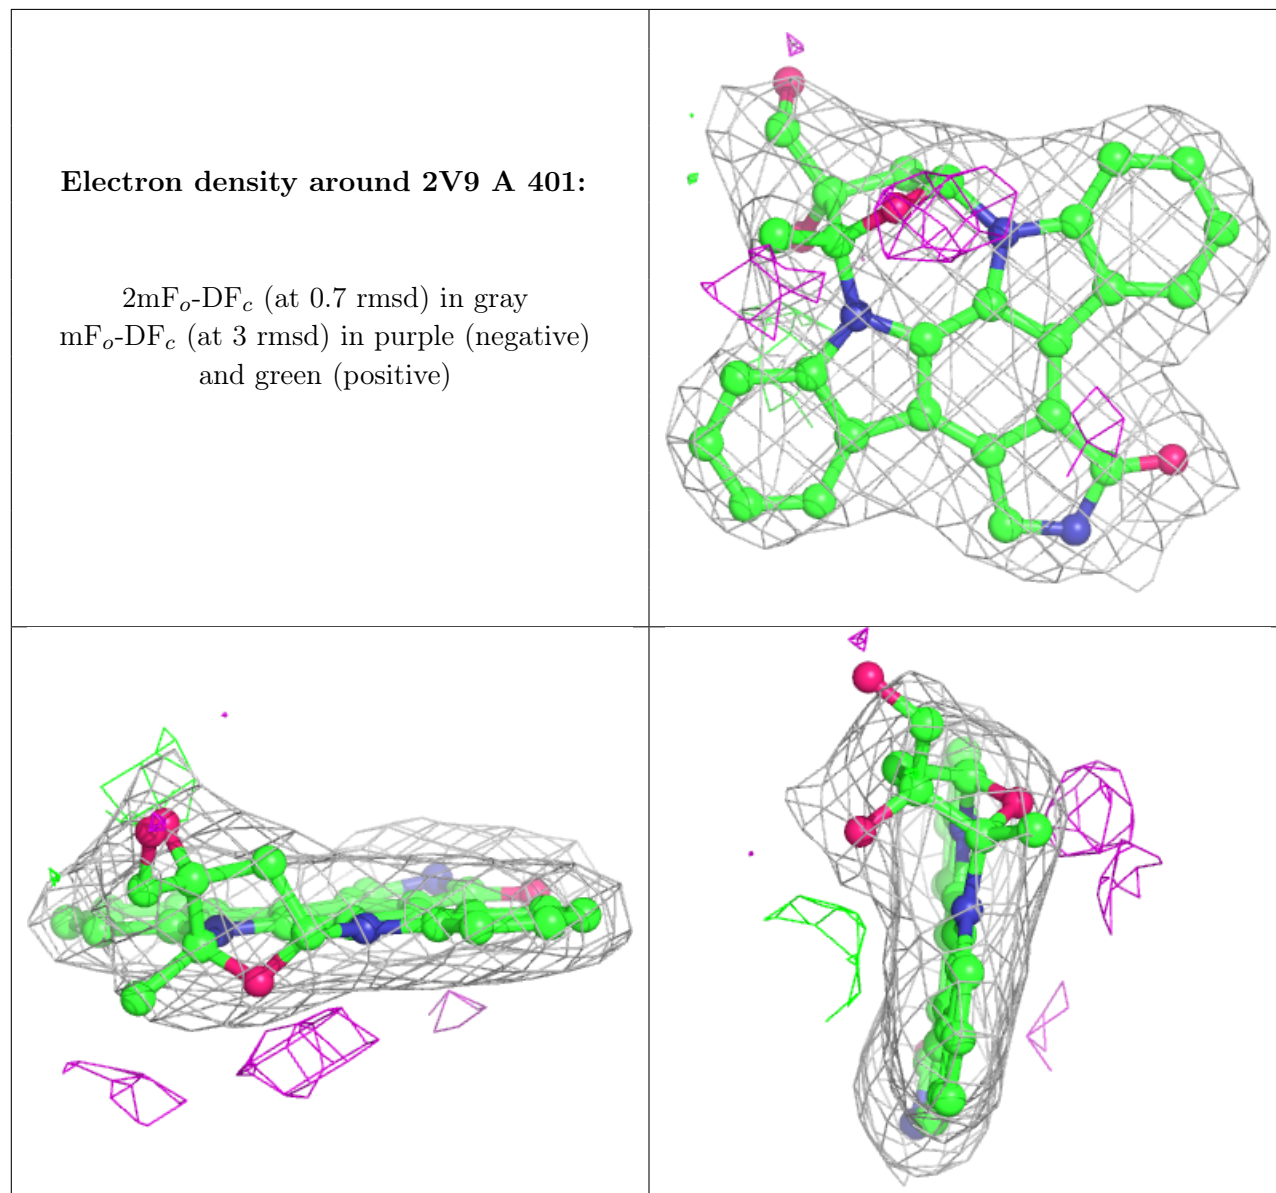 Electron density around 2V9 A 401:
2mFₒ-DF𝒸 (at 0.7 rmsd) in gray
mFₒ-DF𝒸 (at 3 rmsd) in purple (negative)
and green (positive)